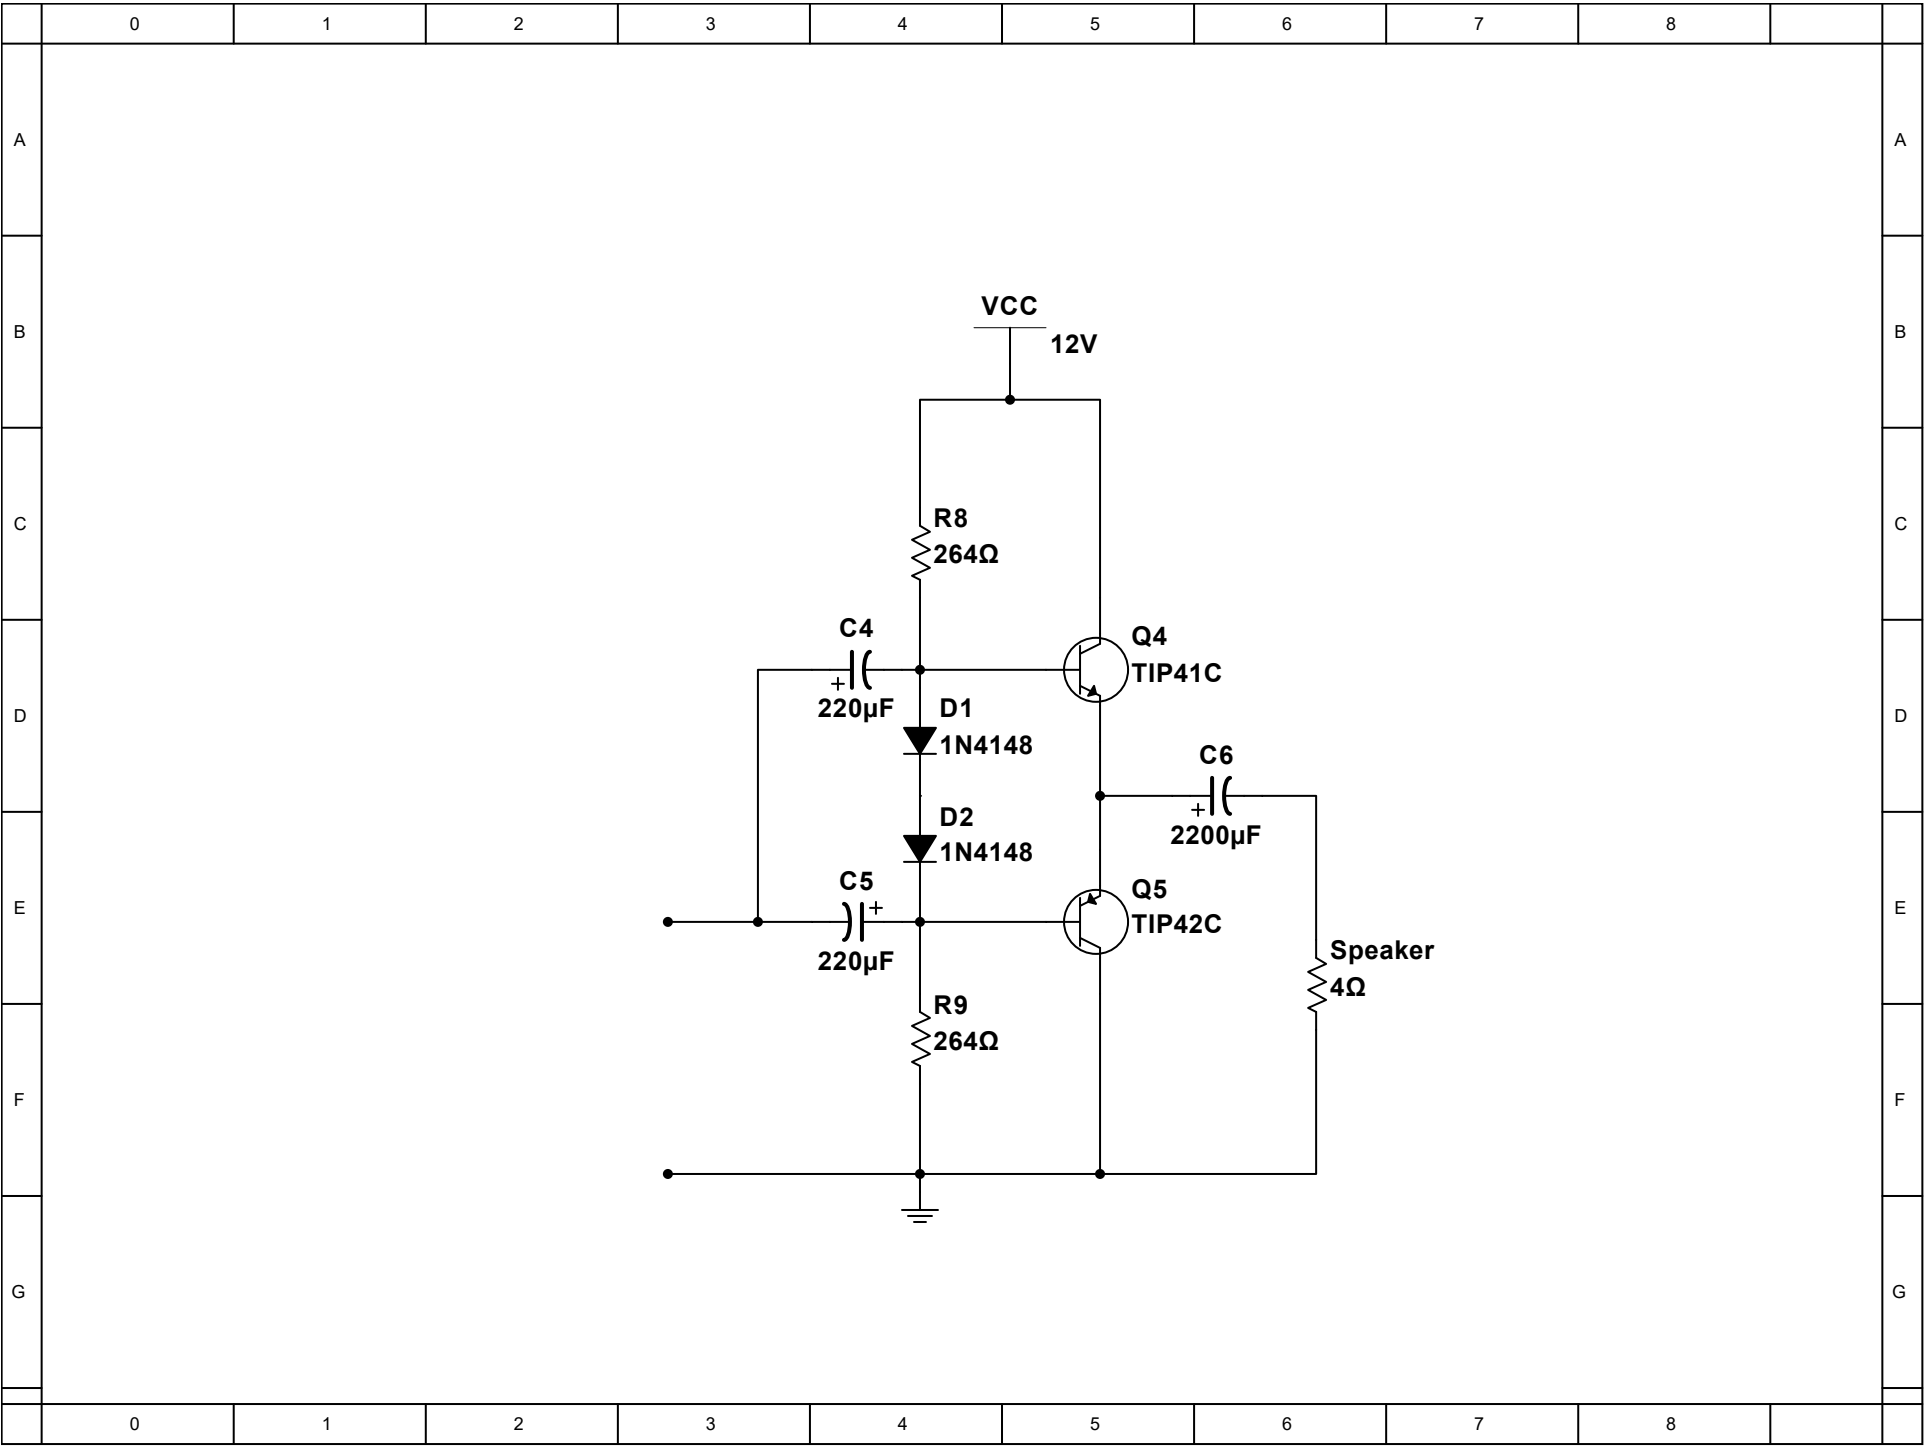 0 1 2 3 4 5 6 7 8
A A
B B
VCC
12V
C C
R8
264Ω
C4
220µF
Q4
TIP41C
D D
D1
1N4148
C6
2200µF
D2
1N4148
C5
220µF
Q5
TIP42C
E E
Speaker
4Ω
R9
264Ω
F F
G G
0 1 2 3 4 5 6 7 8